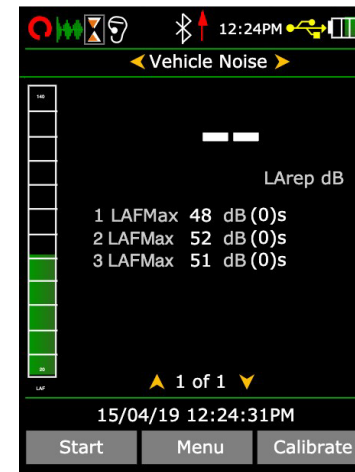 12:24PM
Vehicle Noise
140
-- 
LArep dB
1 LAFMax 48 dB (0)s
2 LAFMax 52 dB (0)s
3 LAFMax 51 dB (0)s
20
LAF
1 of 1
15/04/19 12:24:31PM
Start Menu Calibrate